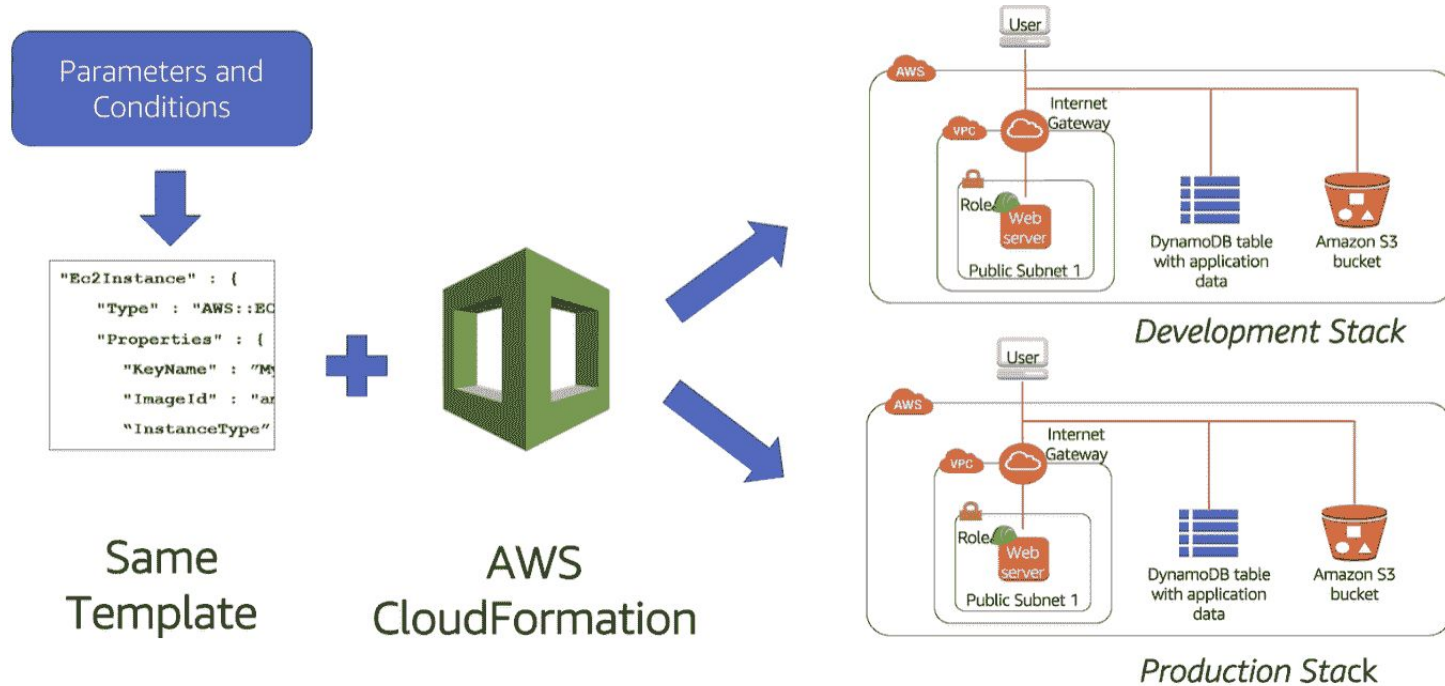 Parameters and
Conditions
"Ec2Instance" : {
"Type" : "AWS::EC
"Properties" : {
"KeyName" : "My
"ImageId" : "am
"InstanceType"
Same
Template
AWS
CloudFormation
User
AWS
Internet
Gateway
VPC
Role
Web
server
Public Subnet 1
DynamoDB table
with application
data
Amazon S3
bucket
Development Stack
User
AWS
Internet
Gateway
VPC
Role
Web
server
Public Subnet 1
DynamoDB table
with application
data
Amazon S3
bucket
Production Stack